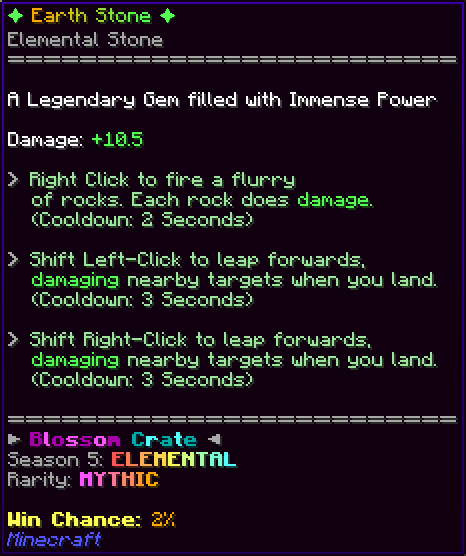 ✦ Earth Stone ✦
Elemental Stone
================================
A Legendary Gem filled with Immense Power
Damage: +10.5
> Right Click to fire a flurry
of rocks. Each rock does damage.
(Cooldown: 2 Seconds)
> Shift Left-Click to leap forwards,
damaging nearby targets when you land.
(Cooldown: 3 Seconds)
> Shift Right-Click to leap forwards,
damaging nearby targets when you land.
(Cooldown: 3 Seconds)
================================
► Blossom Crate ◄
Season 5: ELEMENTAL
Rarity: MYTHIC
Win Chance: 2%
Minecraft